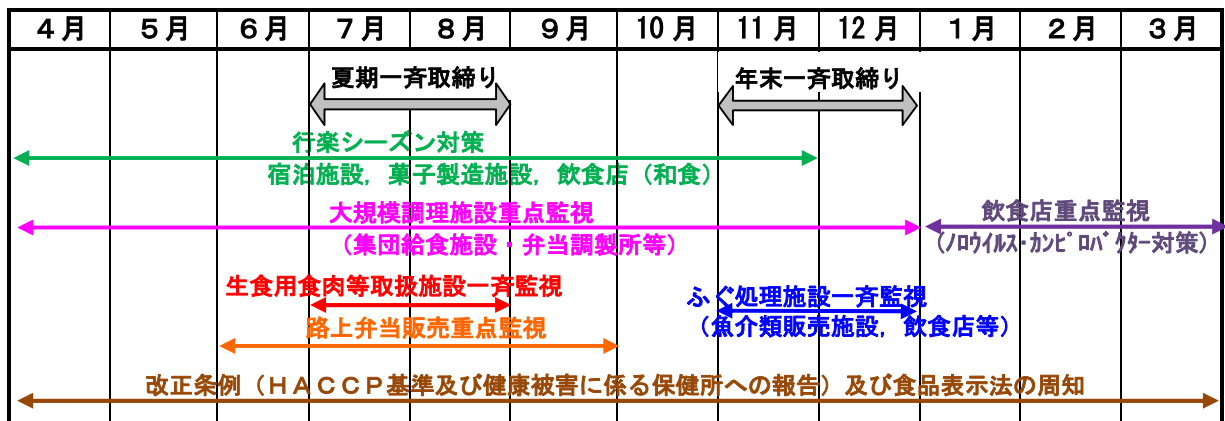 ４月 ５月 ６月 ７月 ８月 ９月 10月 11月 12月 １月 ２月 ３月
夏期一斉取締り 年末一斉取締り
行楽シーズン対策
宿泊施設，菓子製造施設，飲食店（和食）
大規模調理施設重点監視 飲食店重点監視
（集団給食施設・弁当調製所等） （ﾉﾛｳｲﾙｽ・ｶﾝﾋﾟﾛﾊﾞｸﾀｰ対策）
生食用食肉等取扱施設一斉監視 ふぐ処理施設一斉監視
路上弁当販売重点監視 （魚介類販売施設，飲食店等）
改正条例（ＨＡＣＣＰ基準及び健康被害に係る保健所への報告）及び食品表示法の周知